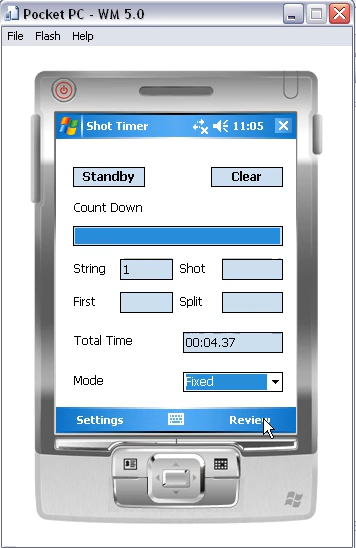 Pocket PC - WM 5.0
File Flash Help
Shot Timer 11:05
Standby Clear
Count Down
String 1 Shot
First Split
Total Time 00:04.37
Mode Fixed
Settings Review